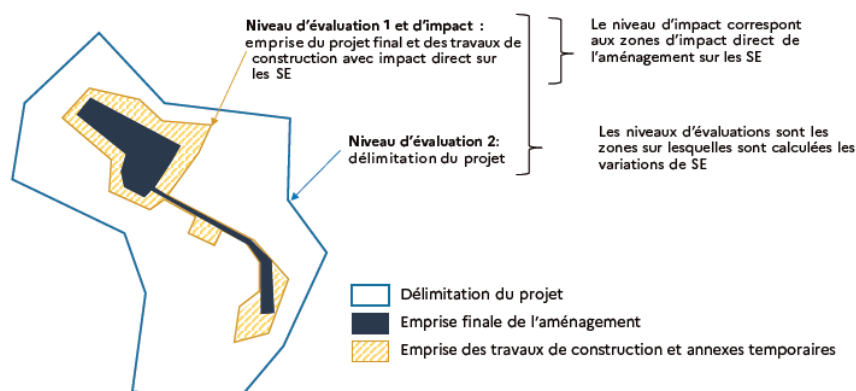 Niveau d'évaluation 1 et d'impact :
emprise du projet final et des travaux de
construction avec impact direct sur
les SE
Le niveau d'impact correspont
aux zones d'impact direct de
l'aménagement sur les SE
Niveau d'évaluation 2:
délimitation du projet
Les niveaux d'évaluations sont les
zones sur lesquelles sont calculées les
variations de SE
Délimitation du projet
Emprise finale de l'aménagement
Emprise des travaux de construction et annexes temporaires